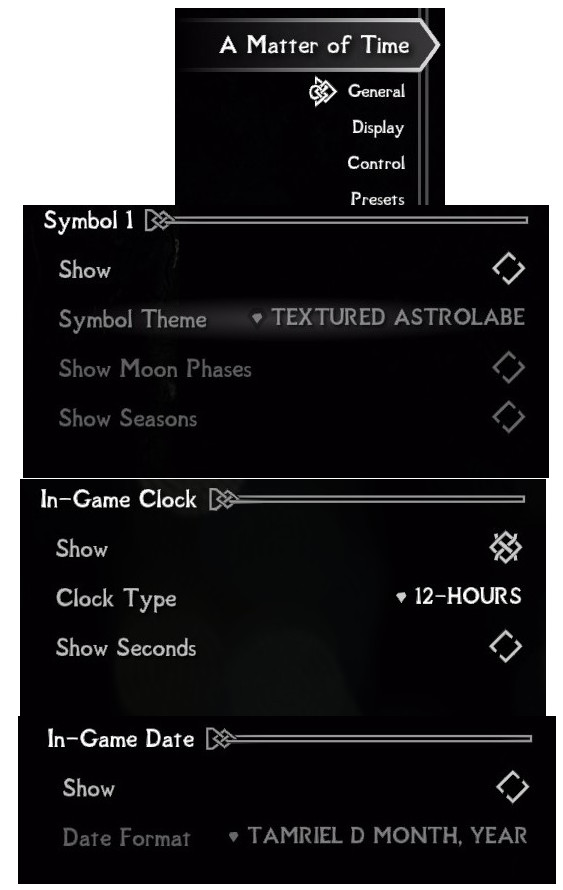 A Matter of Time
General
Display
Control
Presets
Symbol 1
Show
Symbol Theme TEXTURED ASTROLABE
Show Moon Phases
Show Seasons
In-Game Clock
Show
Clock Type 12-HOURS
Show Seconds
In-Game Date
Show
Date Format TAMRIEL D MONTH, YEAR